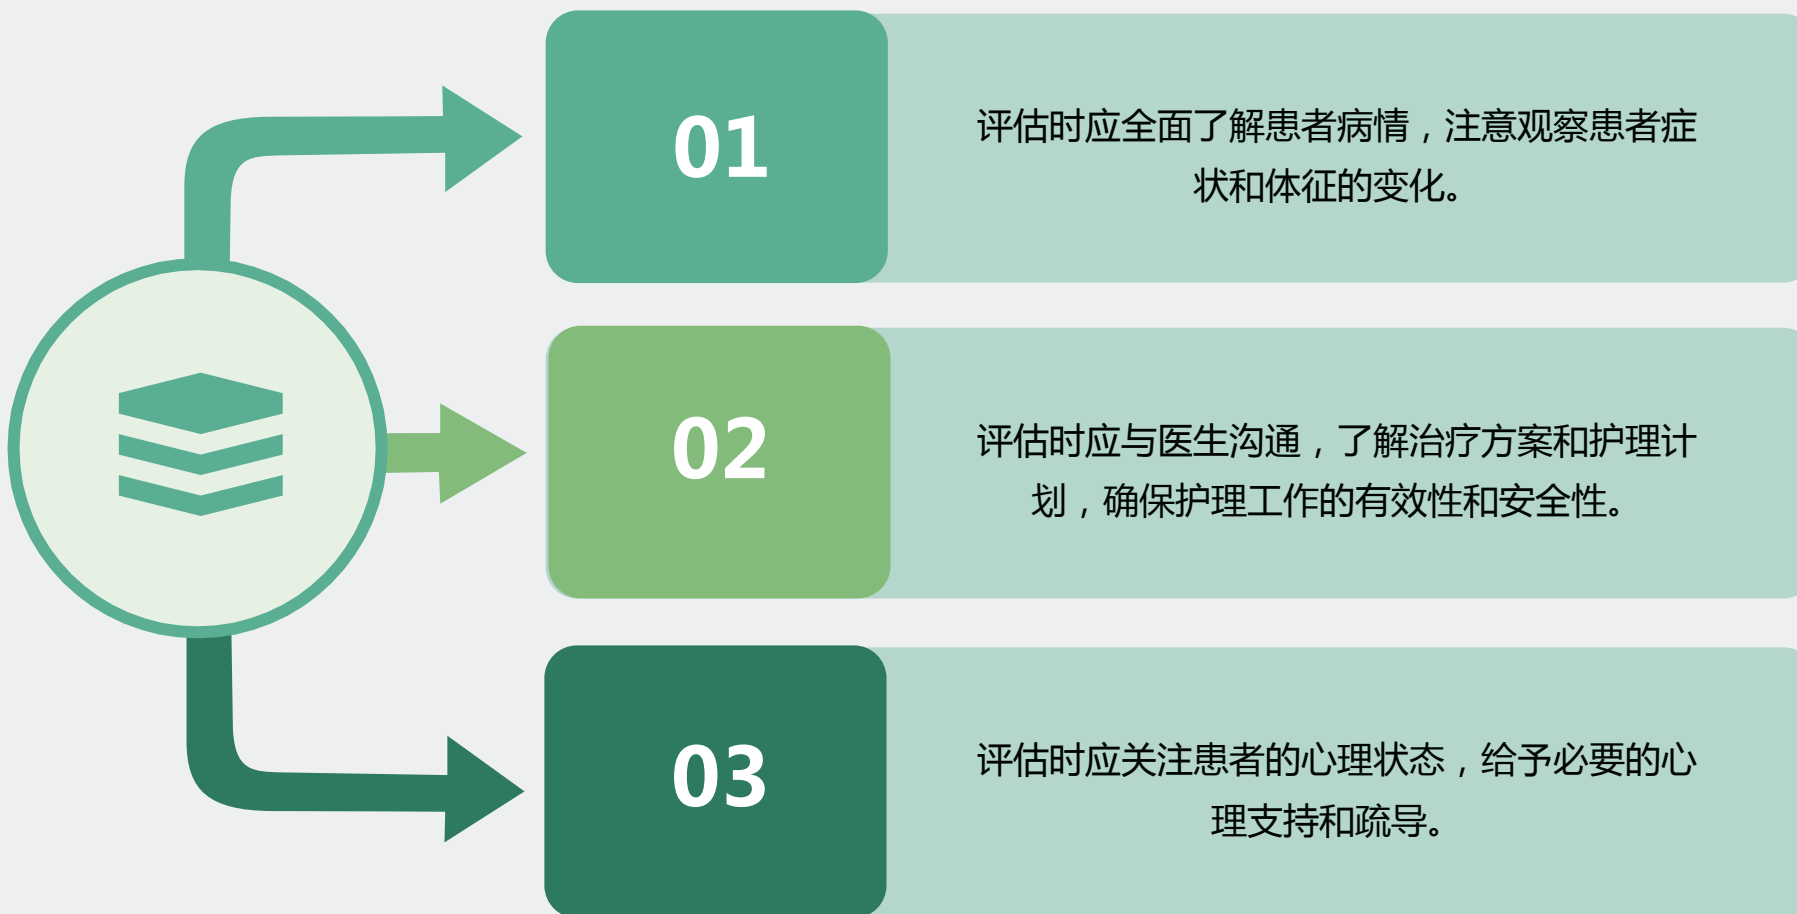 01
评估时应全面了解患者病情，注意观察患者症
状和体征的变化。
02
评估时应与医生沟通，了解治疗方案和护理计
划，确保护理工作的有效性和安全性。
03
评估时应关注患者的心理状态，给予必要的心
理支持和疏导。